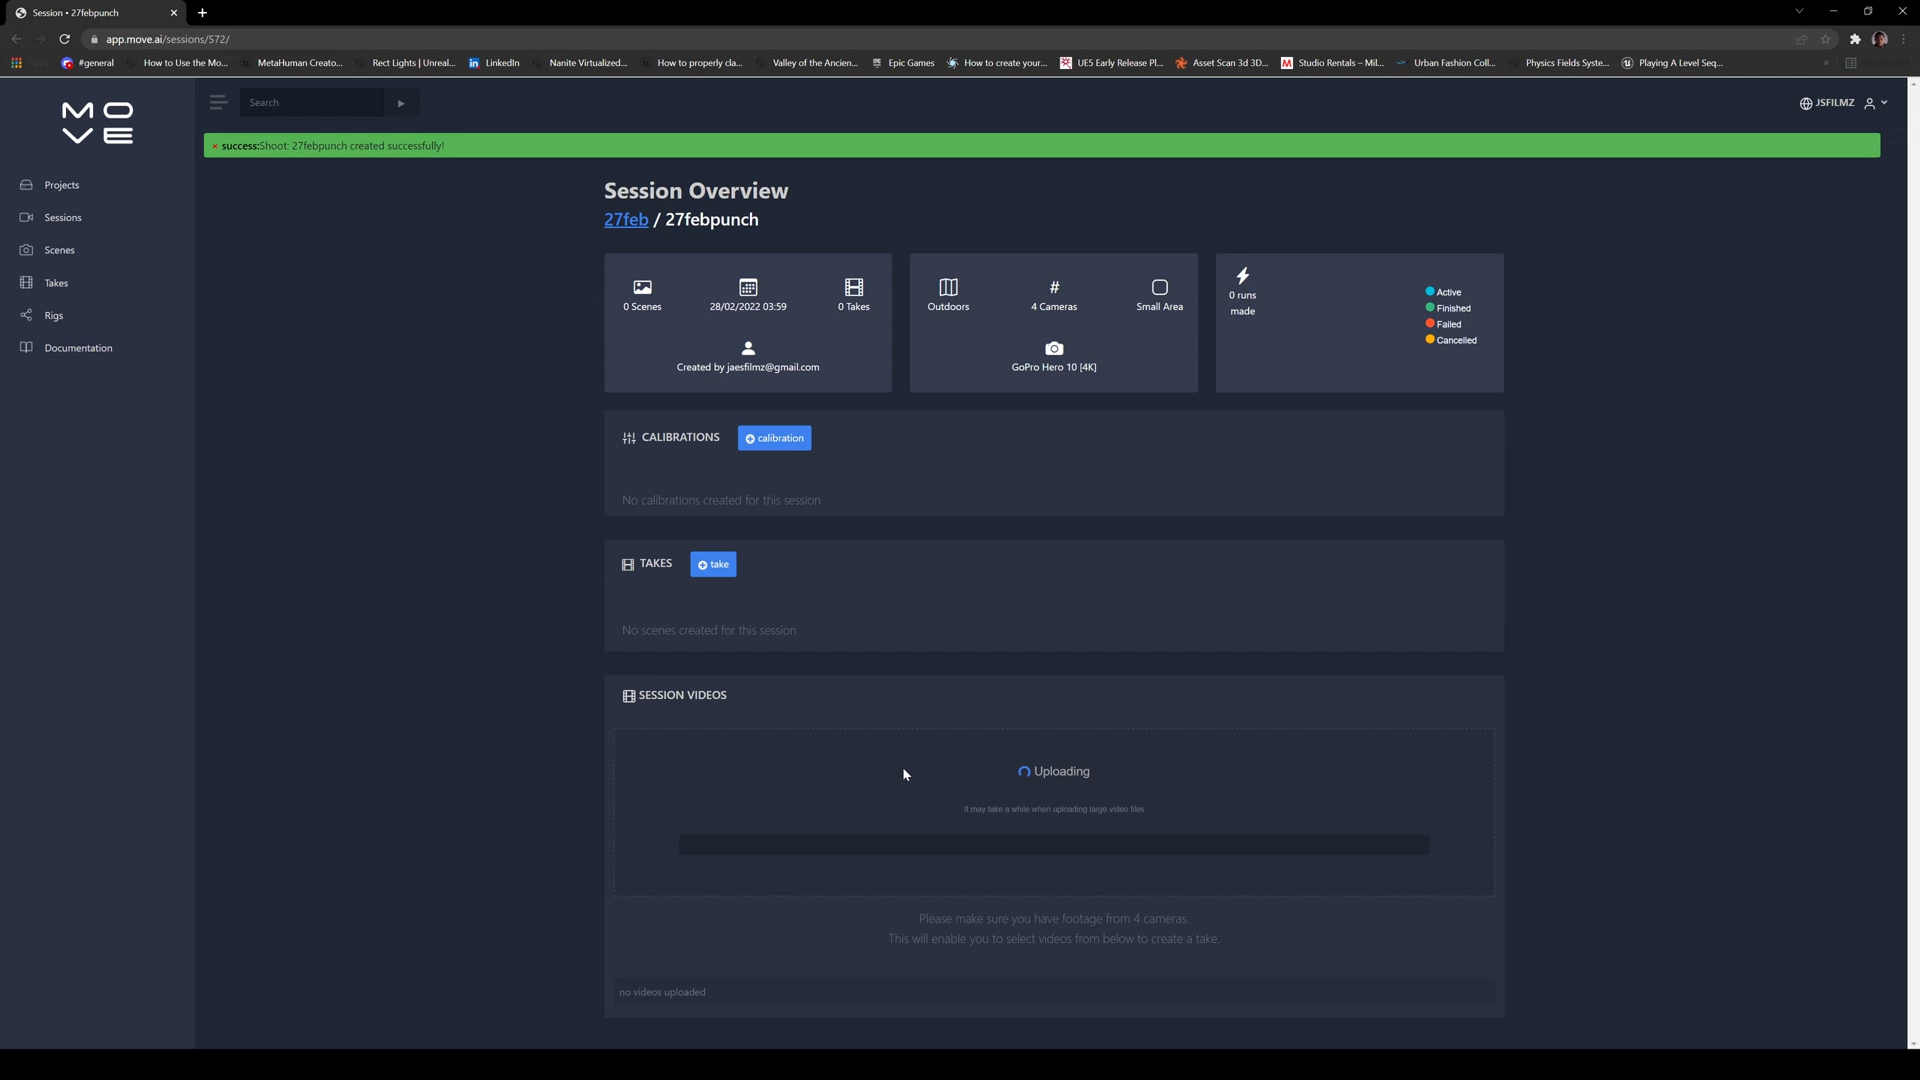 Session • 27febpunch
app.move.ai/sessions/572/
#general
How to Use the Mo...
MetaHuman Creato...
Rect Lights | Unreal...
LinkedIn
Nanite Virtualized...
How to properly cla...
Valley of the Ancien...
Epic Games
How to create your...
UE5 Early Release Pl...
Asset Scan 3d 3D...
Studio Rentals – Mil...
Urban Fashion Coll...
Physics Fields Syste...
Playing A Level Seq...
MOVE
Search
JSFILMZ
× success:Shoot: 27febpunch created successfully!
Projects
Sessions
Scenes
Takes
Rigs
Documentation
Session Overview
27feb / 27febpunch
0 Scenes
28/02/2022 03:59
0 Takes
Created by jaesfilmz@gmail.com
#
Outdoors
4 Cameras
Small Area
GoPro Hero 10 [4K]
0 runs
made
Active
Finished
Failed
Cancelled
CALIBRATIONS
calibration
No calibrations created for this session
TAKES
take
No scenes created for this session
SESSION VIDEOS
Uploading
It may take a while when uploading large video files
Please make sure you have footage from 4 cameras.
This will enable you to select videos from below to create a take.
no videos uploaded